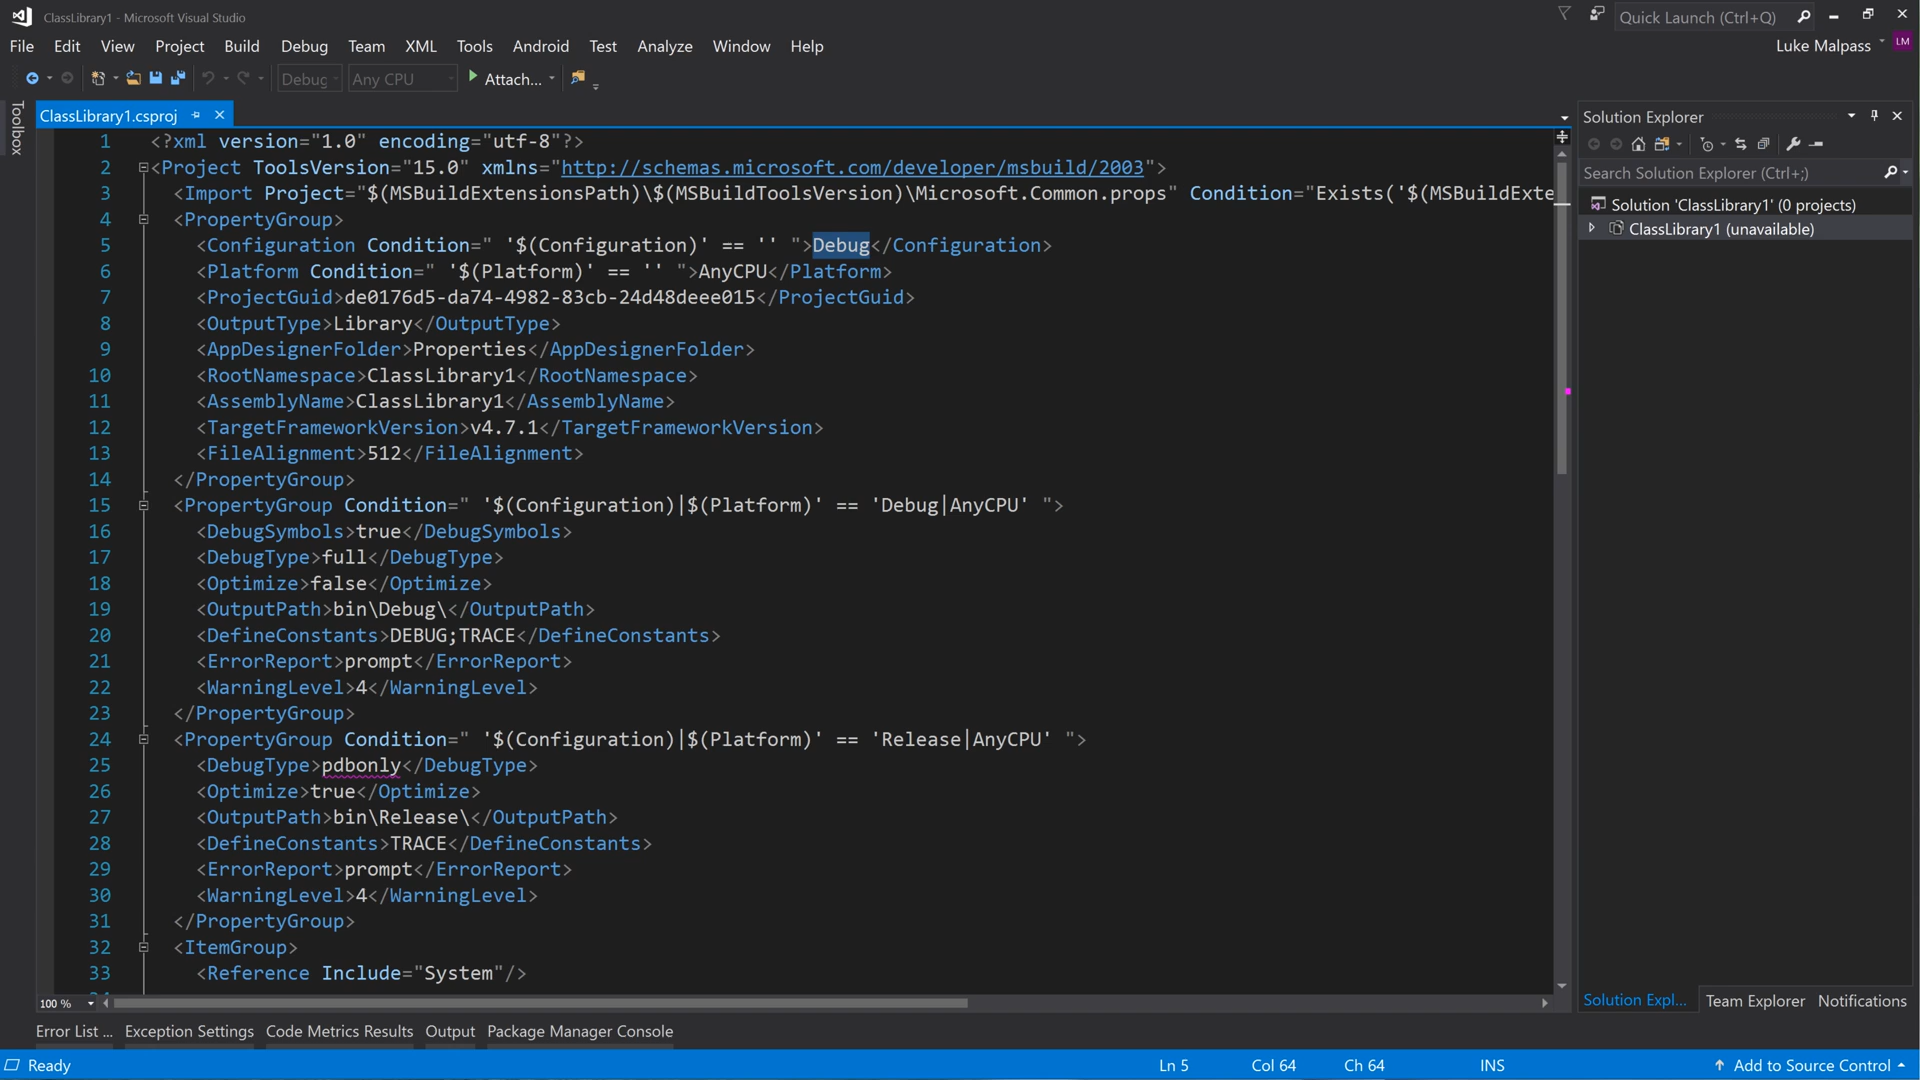 ClassLibrary1 - Microsoft Visual Studio
Quick Launch (Ctrl+Q)
File Edit View Project Build Debug Team XML Tools Android Test Analyze Window Help
Luke Malpass LM
Debug Any CPU Attach...
Toolbox
ClassLibrary1.csproj
1 <?xml version="1.0" encoding="utf-8"?>
2 <Project ToolsVersion="15.0" xmlns="http://schemas.microsoft.com/developer/msbuild/2003">
3 <Import Project="$(MSBuildExtensionsPath)\$(MSBuildToolsVersion)\Microsoft.Common.props" Condition="Exists('$(MSBuildExte
4 <PropertyGroup>
5 <Configuration Condition=" '$(Configuration)' == '' ">Debug</Configuration>
6 <Platform Condition=" '$(Platform)' == '' ">AnyCPU</Platform>
7 <ProjectGuid>de0176d5-da74-4982-83cb-24d48deee015</ProjectGuid>
8 <OutputType>Library</OutputType>
9 <AppDesignerFolder>Properties</AppDesignerFolder>
10 <RootNamespace>ClassLibrary1</RootNamespace>
11 <AssemblyName>ClassLibrary1</AssemblyName>
12 <TargetFrameworkVersion>v4.7.1</TargetFrameworkVersion>
13 <FileAlignment>512</FileAlignment>
14 </PropertyGroup>
15 <PropertyGroup Condition=" '$(Configuration)|$(Platform)' == 'Debug|AnyCPU' ">
16 <DebugSymbols>true</DebugSymbols>
17 <DebugType>full</DebugType>
18 <Optimize>false</Optimize>
19 <OutputPath>bin\Debug\</OutputPath>
20 <DefineConstants>DEBUG;TRACE</DefineConstants>
21 <ErrorReport>prompt</ErrorReport>
22 <WarningLevel>4</WarningLevel>
23 </PropertyGroup>
24 <PropertyGroup Condition=" '$(Configuration)|$(Platform)' == 'Release|AnyCPU' ">
25 <DebugType>pdbonly</DebugType>
26 <Optimize>true</Optimize>
27 <OutputPath>bin\Release\</OutputPath>
28 <DefineConstants>TRACE</DefineConstants>
29 <ErrorReport>prompt</ErrorReport>
30 <WarningLevel>4</WarningLevel>
31 </PropertyGroup>
32 <ItemGroup>
33 <Reference Include="System"/>
100 %
Solution Explorer
Search Solution Explorer (Ctrl+;)
Solution 'ClassLibrary1' (0 projects)
ClassLibrary1 (unavailable)
Solution Expl... Team Explorer Notifications
Error List ... Exception Settings Code Metrics Results Output Package Manager Console
Ready Ln 5 Col 64 Ch 64 INS Add to Source Control